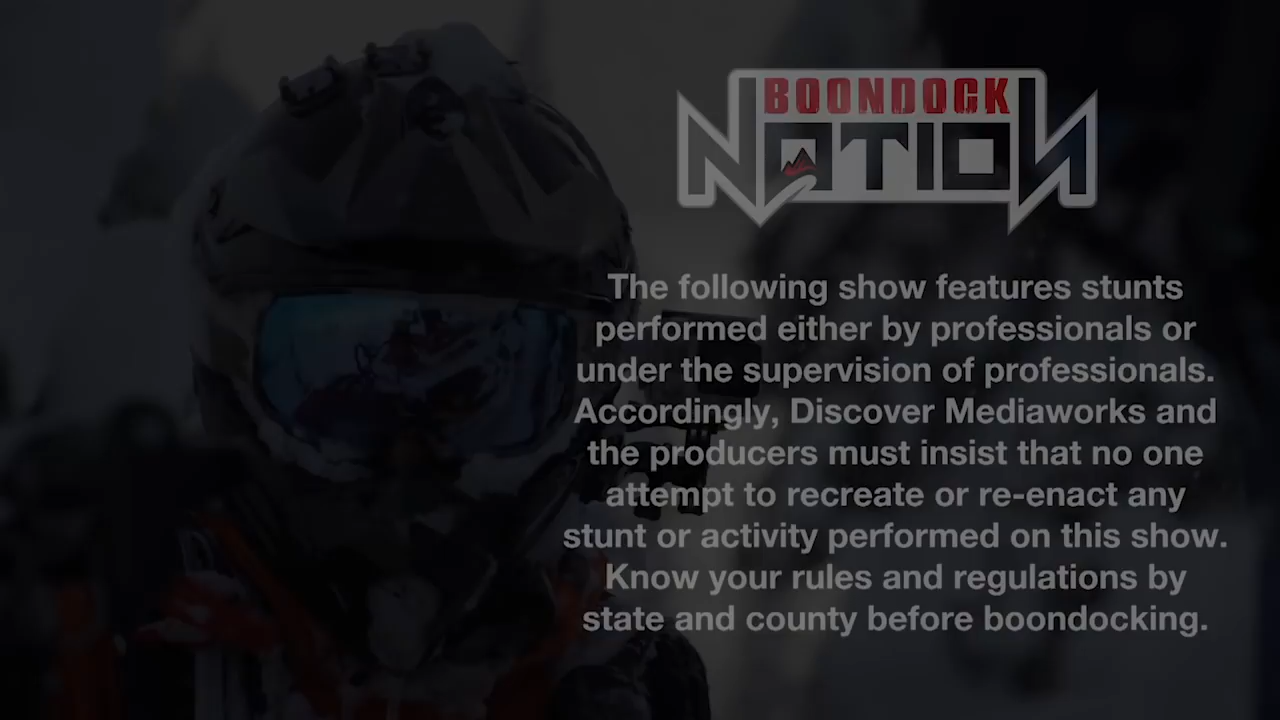 BOONDOCK
NATION
The following show features stunts
performed either by professionals or
under the supervision of professionals.
Accordingly, Discover Mediaworks and
the producers must insist that no one
attempt to recreate or re-enact any
stunt or activity performed on this show.
Know your rules and regulations by
state and county before boondocking.